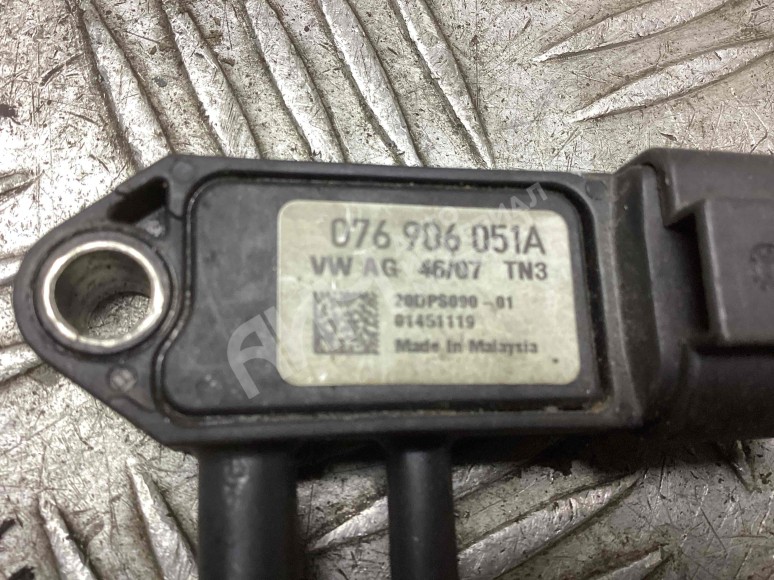 076 906 051A
VW AG 46/07 TN3
20DPS090-01
01451119
Made In Malaysia